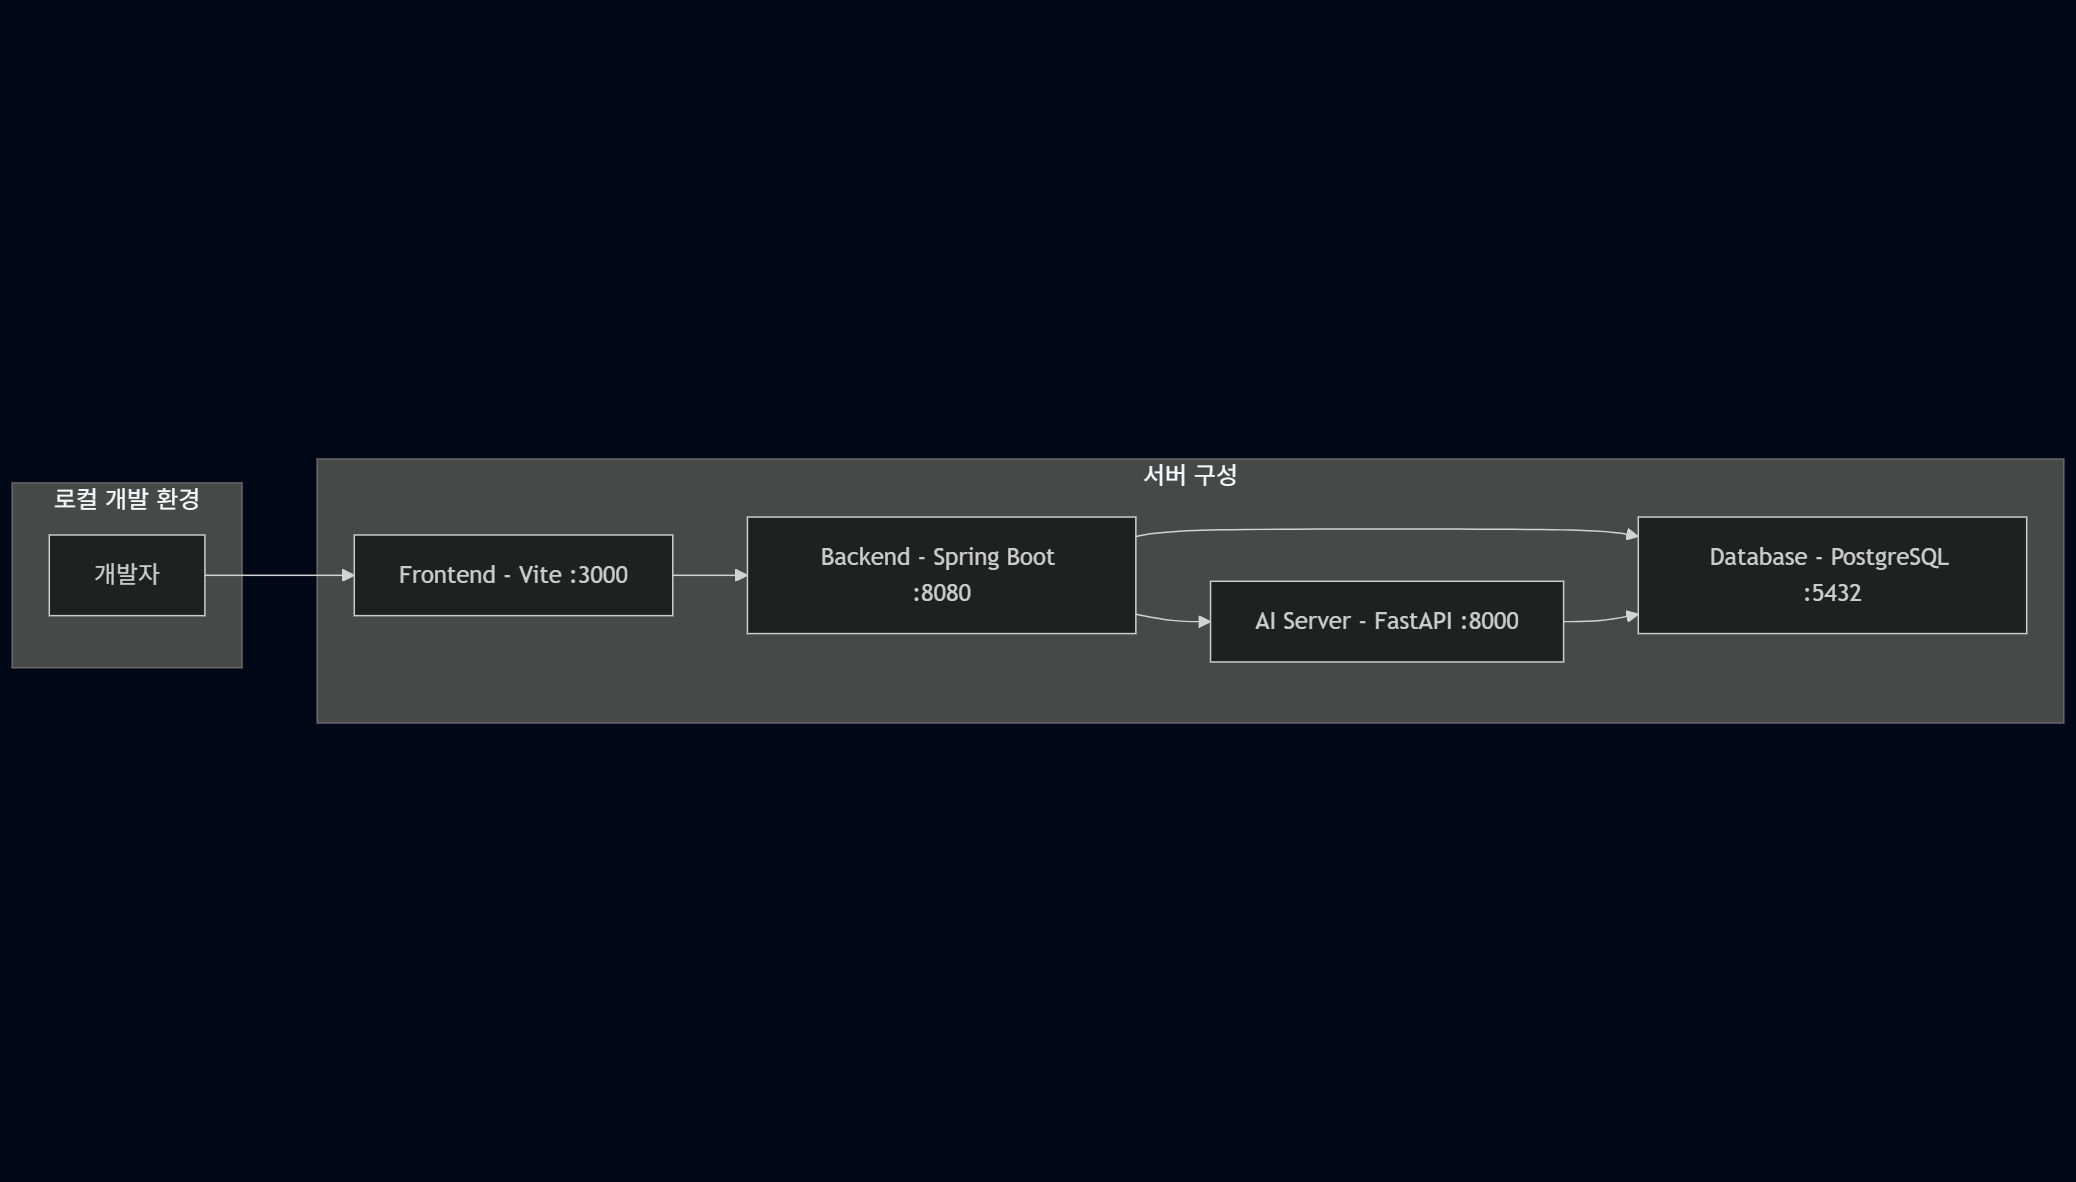 로컬 개발 환경
개발자
서버 구성
Frontend - Vite :3000
Backend - Spring Boot
:8080
AI Server - FastAPI :8000
Database - PostgreSQL
:5432